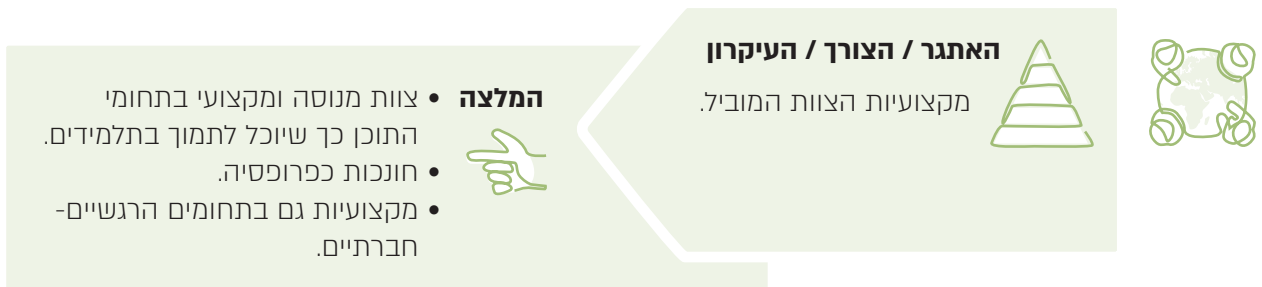 האתגר / הצורך / העיקרון
מקצועיות הצוות המוביל.
המלצה
• צוות מנוסה ומקצועי בתחומי
התוכן כך שיוכל לתמוך בתלמידים.
• חונכות כפרופסיה.
• מקצועיות גם בתחומים הרגשיים-
חברתיים.